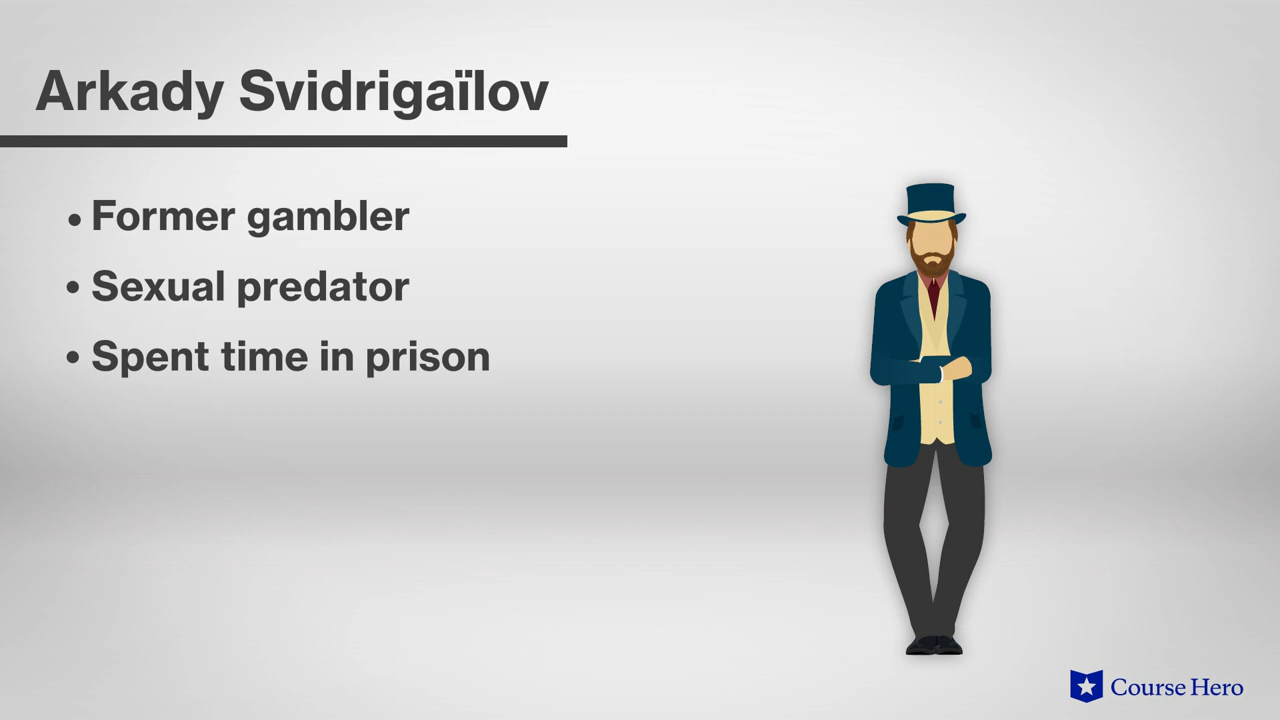 Arkady Svidrigaïlov
• Former gambler
• Sexual predator
• Spent time in prison
Course Hero